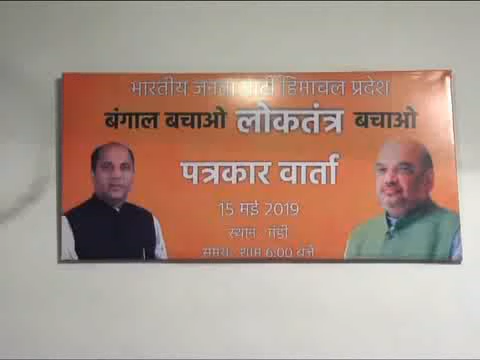 भारतीय जनता पार्टी हिमाचल प्रदेश
बंगाल बचाओ लोकतंत्र बचाओ
पत्रकार वार्ता
15 मई 2019
स्थान : मंडी
समय: शाम 6:00 बजे